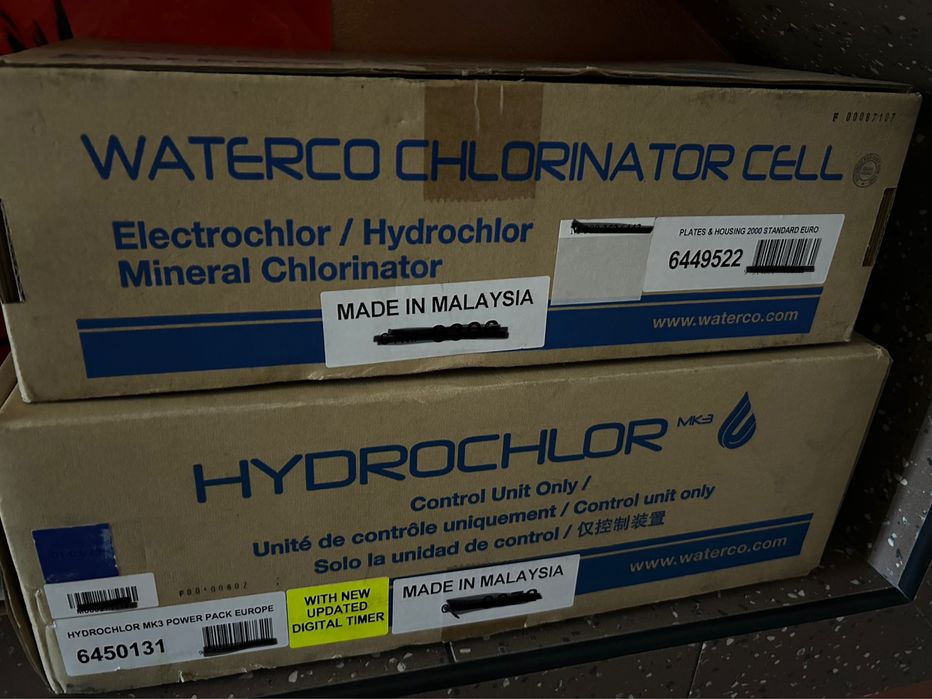 F 00087107
WATERCO CHLORINATOR CELL
Electrochlor / Hydrochlor
Mineral Chlorinator
PLATES & HOUSING 2000 STANDARD EURO
6449522
MADE IN MALAYSIA
www.waterco.com
HYDROCHLOR MK3
Control Unit Only /
Unité de contrôle uniquement / Control unit only
Solo la unidad de control / 仅控制装置
www.waterco.com
HYDROCHLOR MK3 POWER PACK EUROPE
6450131
WITH NEW
UPDATED
DIGITAL TIMER
MADE IN MALAYSIA